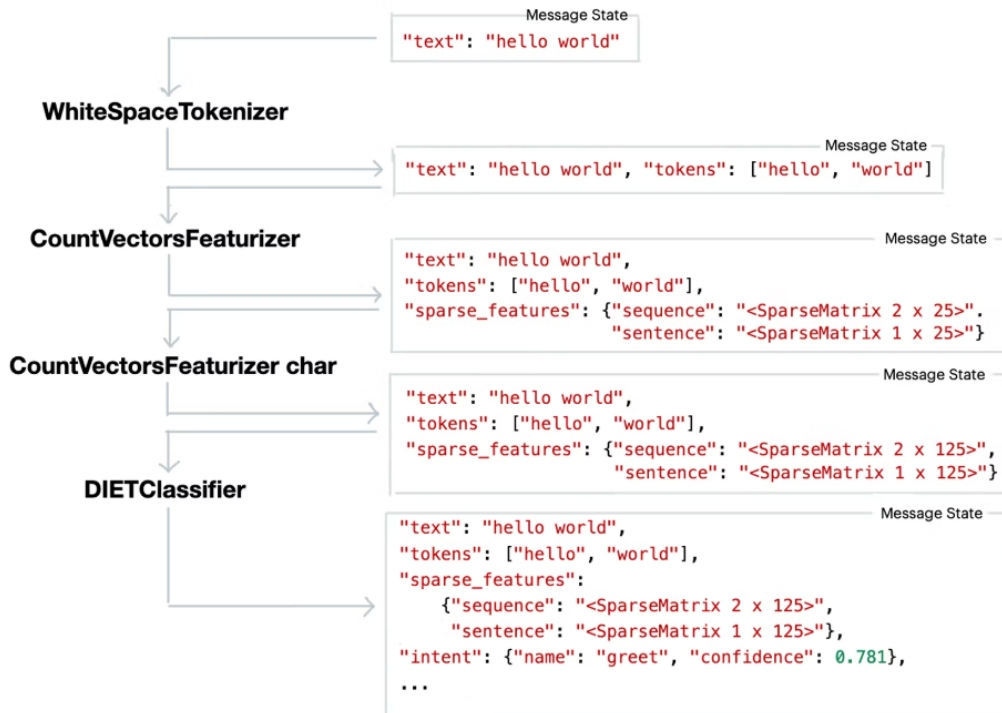 Message State
"text": "hello world"
WhiteSpaceTokenizer
Message State
"text": "hello world", "tokens": ["hello", "world"]
CountVectorsFeaturizer
Message State
"text": "hello world",
"tokens": ["hello", "world"],
"sparse_features": {"sequence": "<SparseMatrix 2 x 25>".
"sentence": "<SparseMatrix 1 x 25>"}
CountVectorsFeaturizer char
Message State
"text": "hello world",
"tokens": ["hello", "world"],
"sparse_features": {"sequence": "<SparseMatrix 2 x 125>",
"sentence": "<SparseMatrix 1 x 125>"}
DIETClassifier
Message State
"text": "hello world",
"tokens": ["hello", "world"],
"sparse_features":
{"sequence": "<SparseMatrix 2 x 125>",
"sentence": "<SparseMatrix 1 x 125>"},
"intent": {"name": "greet", "confidence": 0.781},
...